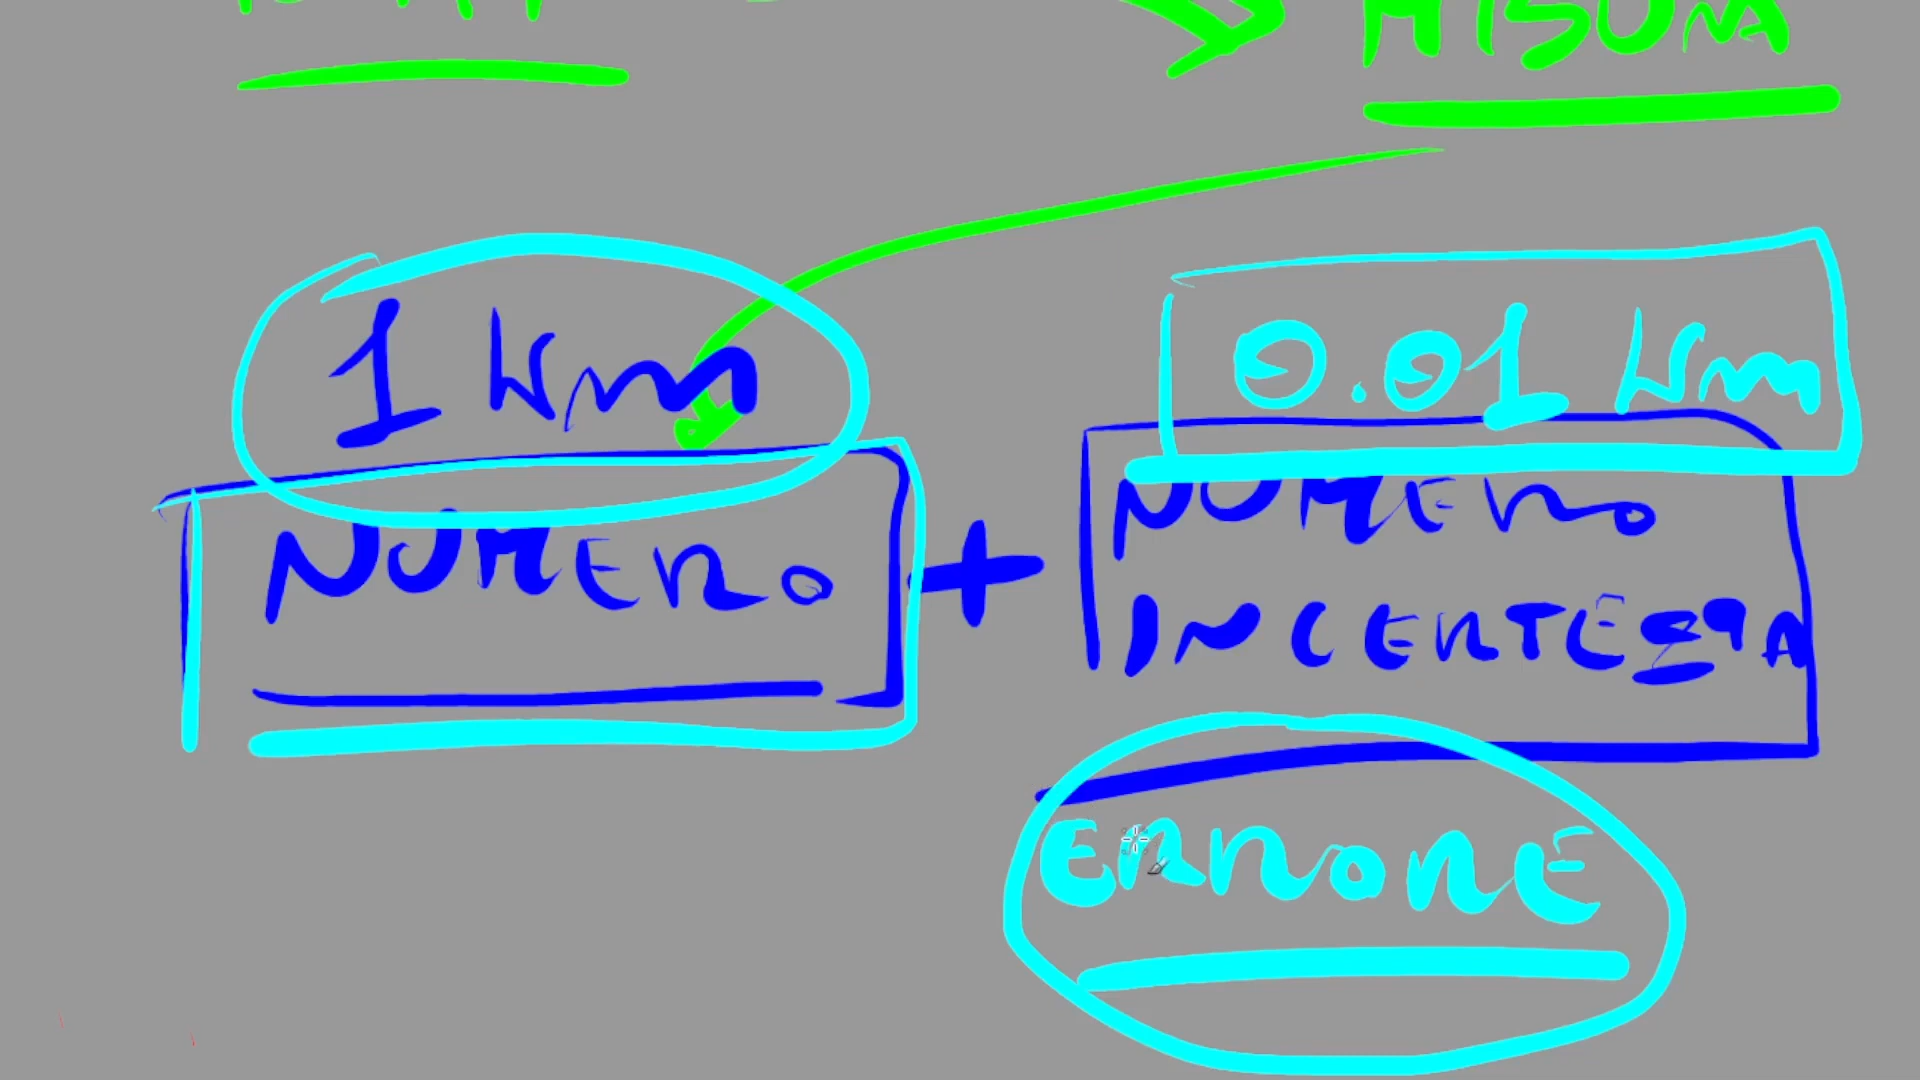 MISURA
1 Km
0.01 Km
NUMERO + NUMERO
INCERTEZZA
ERRORE